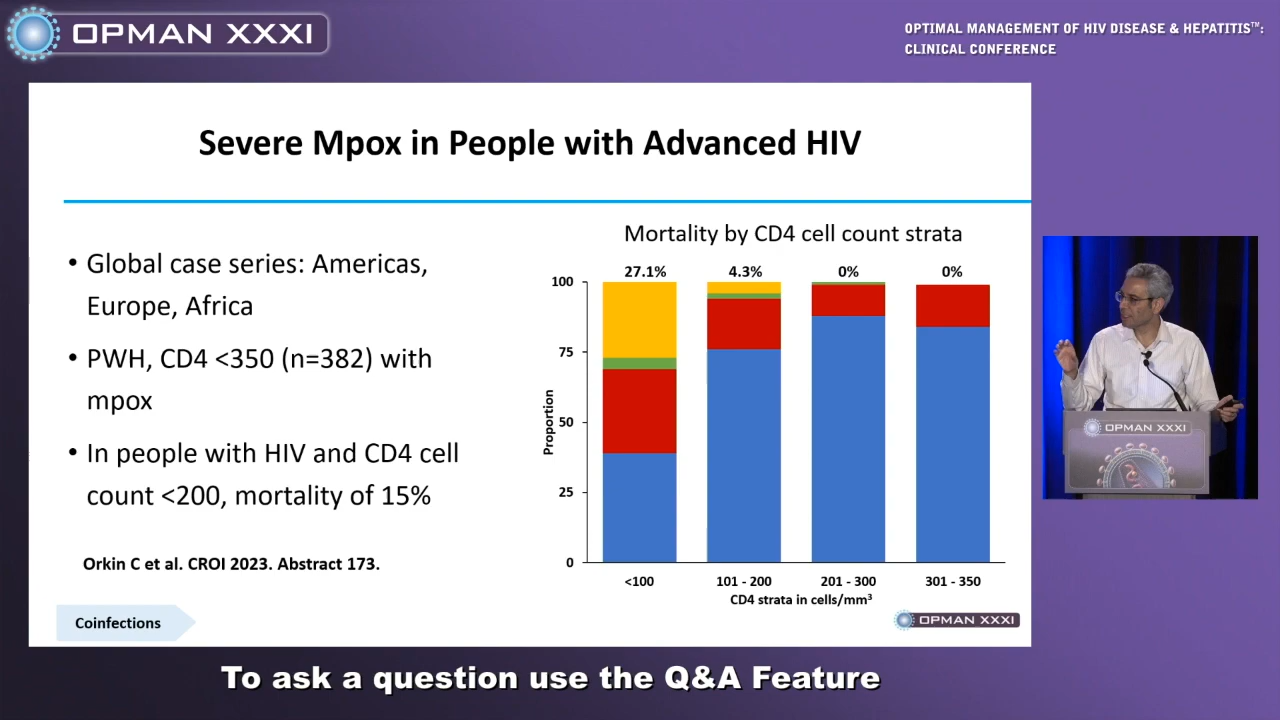 OPMAN XXXI
OPTIMAL MANAGEMENT OF HIV DISEASE & HEPATITIS™:
CLINICAL CONFERENCE
Severe Mpox in People with Advanced HIV
• Global case series: Americas,
Europe, Africa
• PWH, CD4 <350 (n=382) with
mpox
• In people with HIV and CD4 cell
count <200, mortality of 15%
Orkin C et al. CROI 2023. Abstract 173.
Coinfections
Mortality by CD4 cell count strata
27.1% 4.3% 0% 0%
100
75
50
25
0
Proportion
<100 101 - 200 201 - 300 301 - 350
CD4 strata in cells/mm³
OPMAN XXXI
OPMAN XXXI
To ask a question use the Q&A Feature